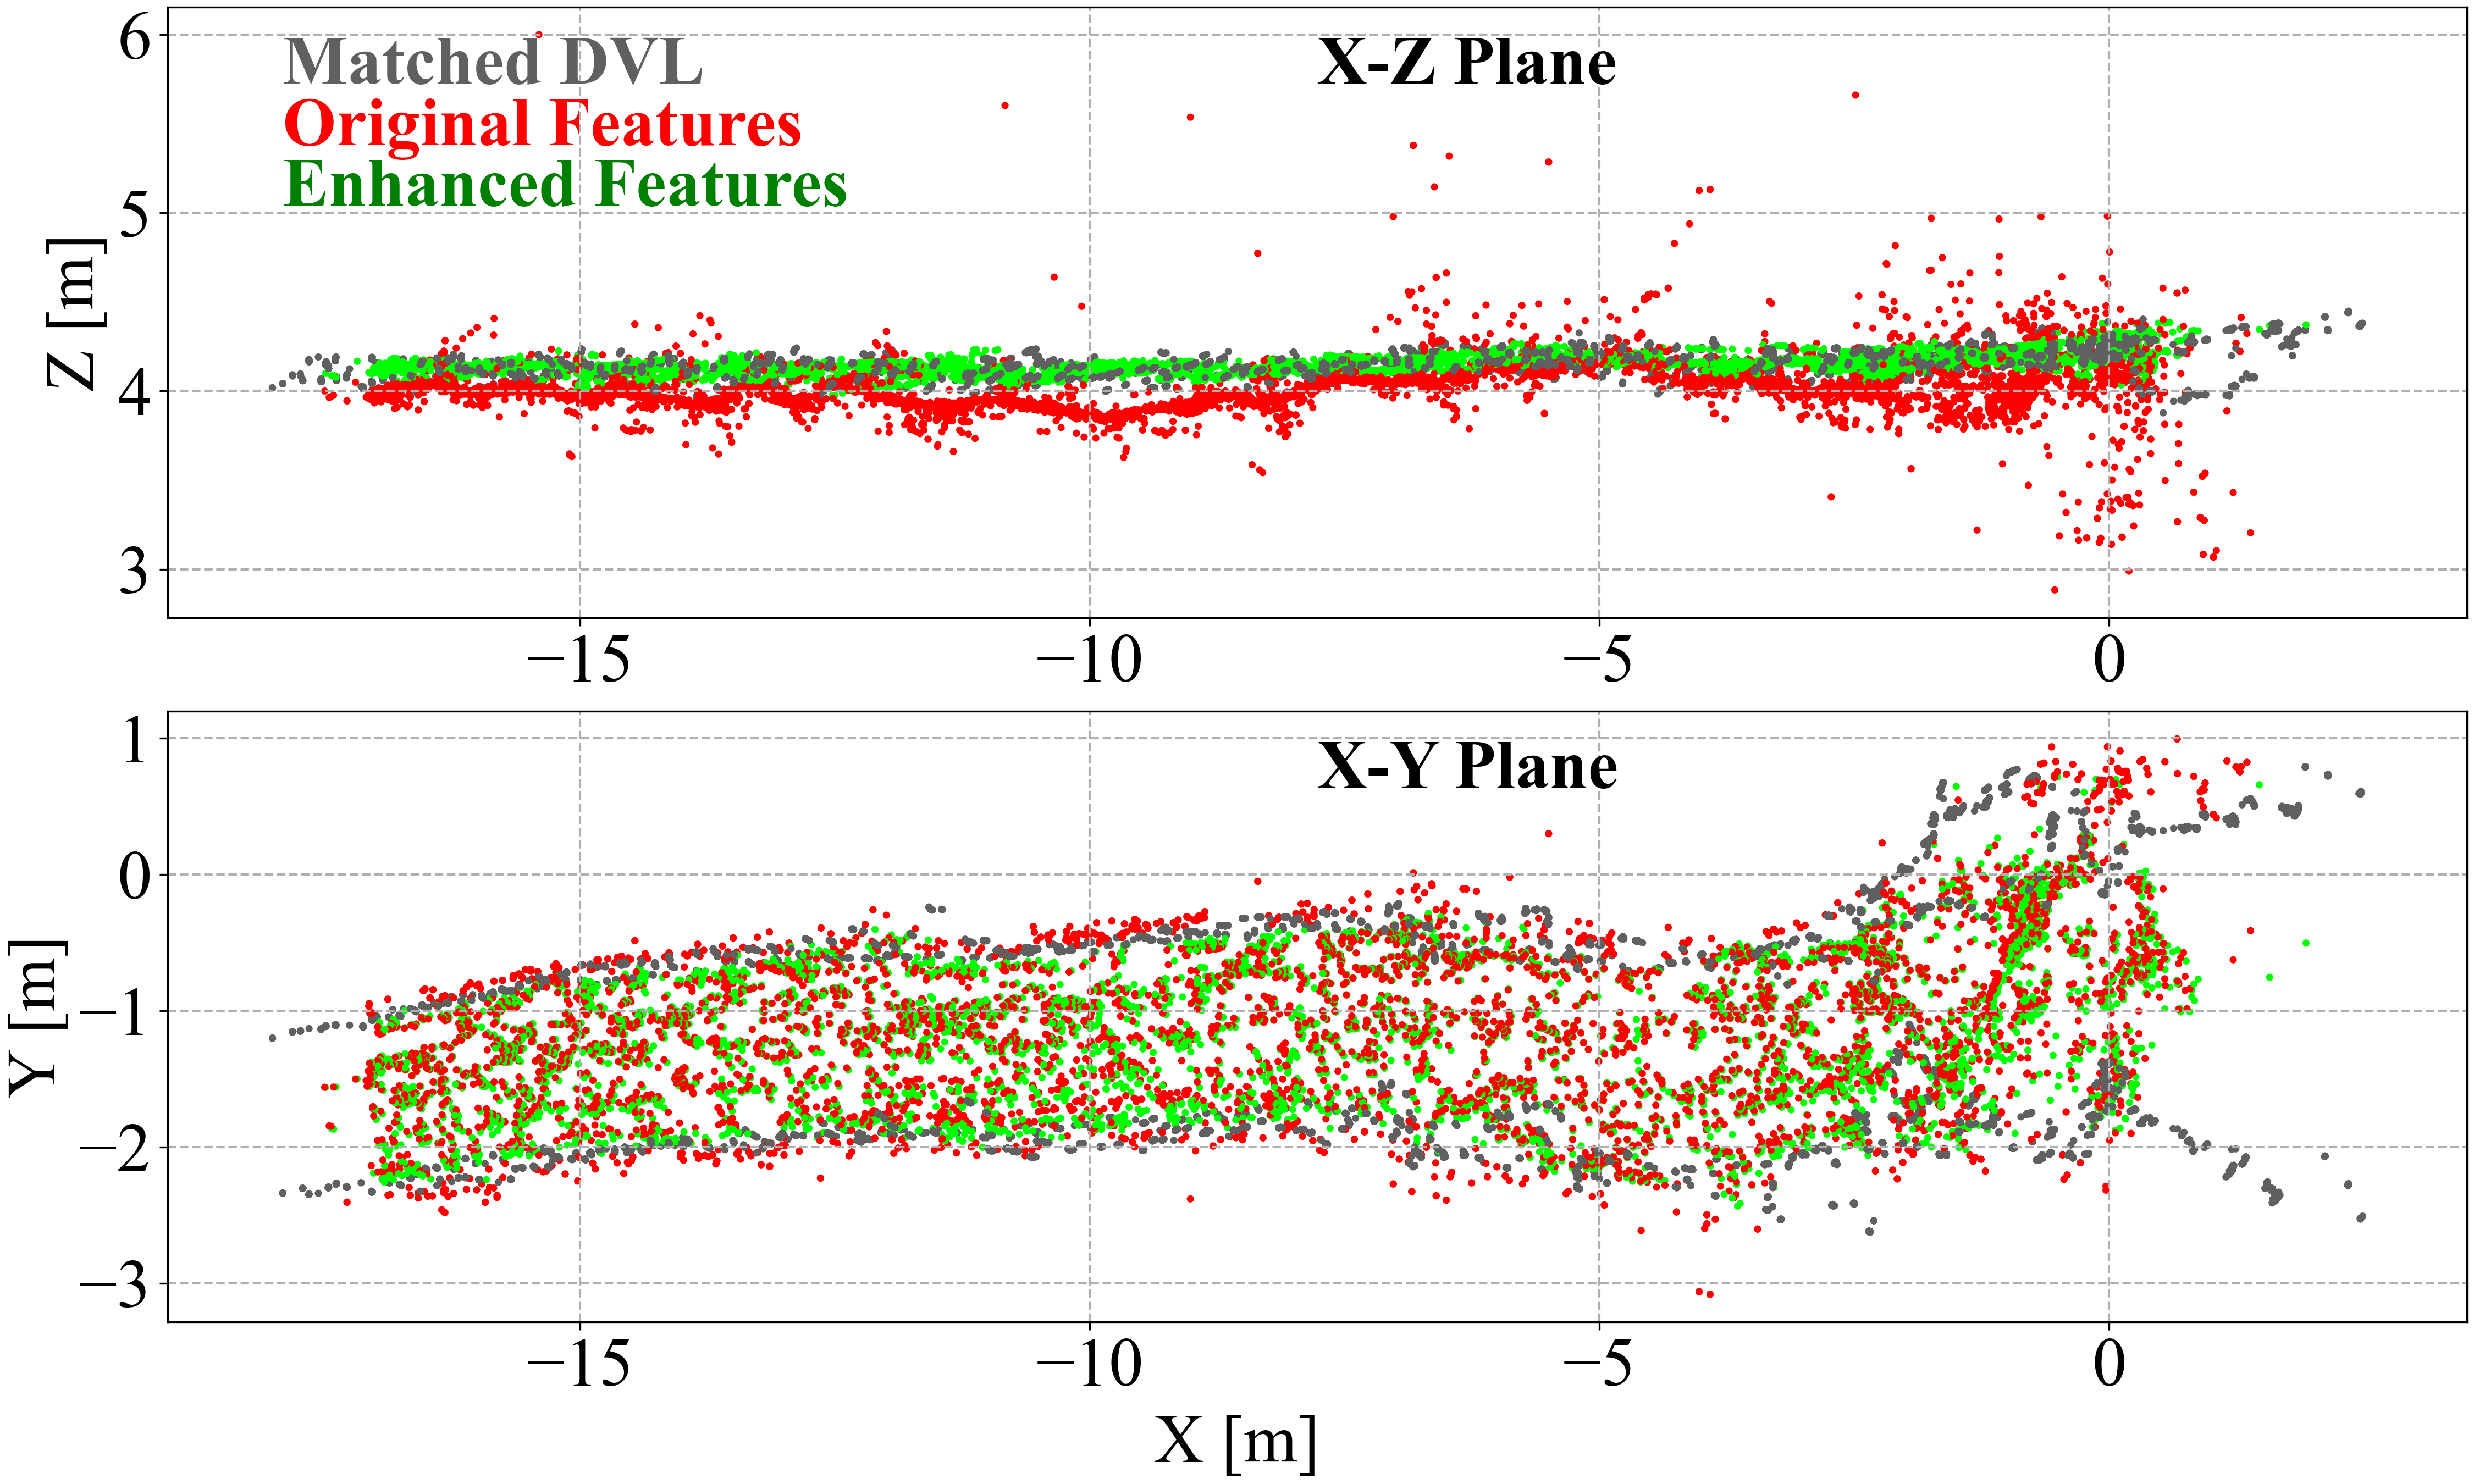 6
Matched DVL
X-Z Plane
Original Features
Enhanced Features
5
Z [m]
4
3
−15
−10
−5
0
1
X-Y Plane
0
Y [m]
−1
−2
−3
−15
−10
−5
0
X [m]